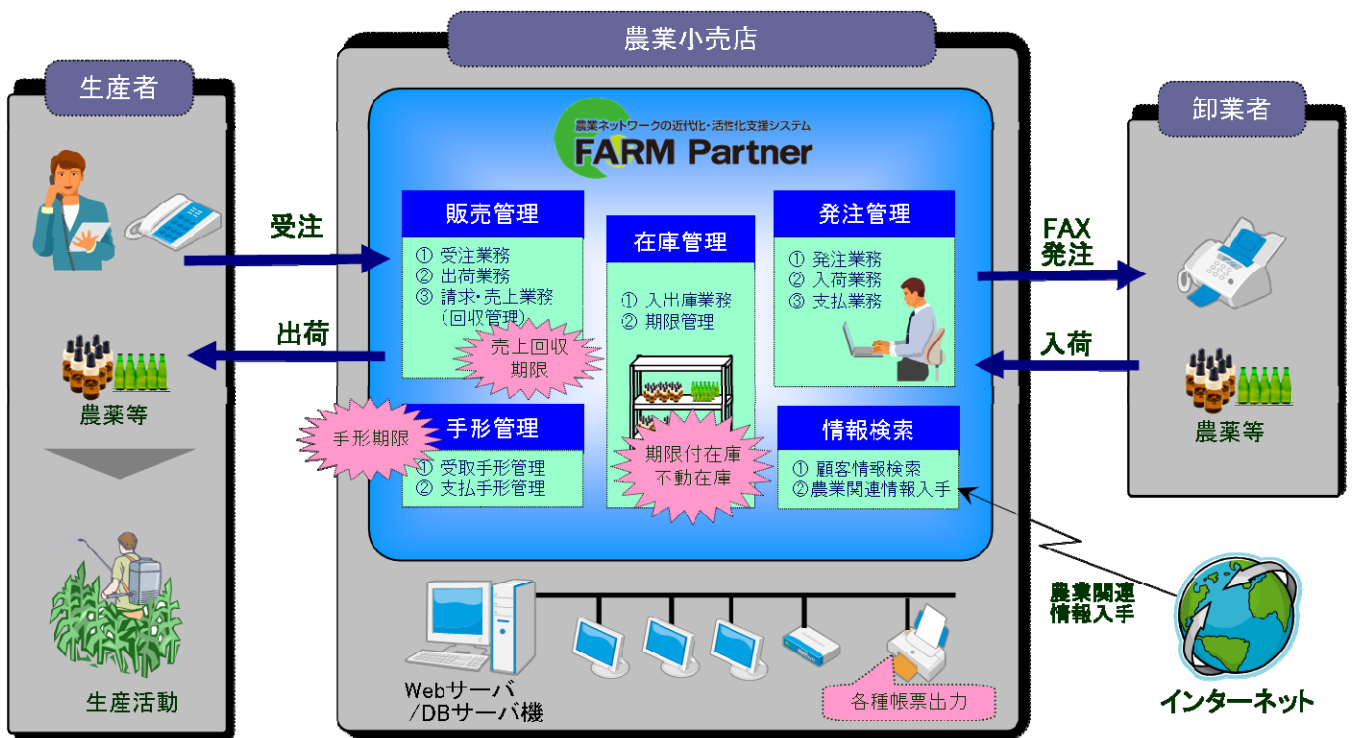 農業小売店
生産者
卸業者
農業ネットワークの近代化・活性化支援システム
FARM Partner
受注
出荷
農薬等
生産活動
販売管理
① 受注業務
② 出荷業務
③ 請求・売上業務
(回収管理)
売上回収
期限
在庫管理
① 入出庫業務
② 期限管理
期限付在庫
不動在庫
発注管理
① 発注業務
② 入荷業務
③ 支払業務
手形期限
手形管理
① 受取手形管理
② 支払手形管理
情報検索
① 顧客情報検索
②農業関連情報入手
FAX
発注
入荷
農薬等
農業関連
情報入手
インターネット
Webサーバ
/DBサーバ機
各種帳票出力